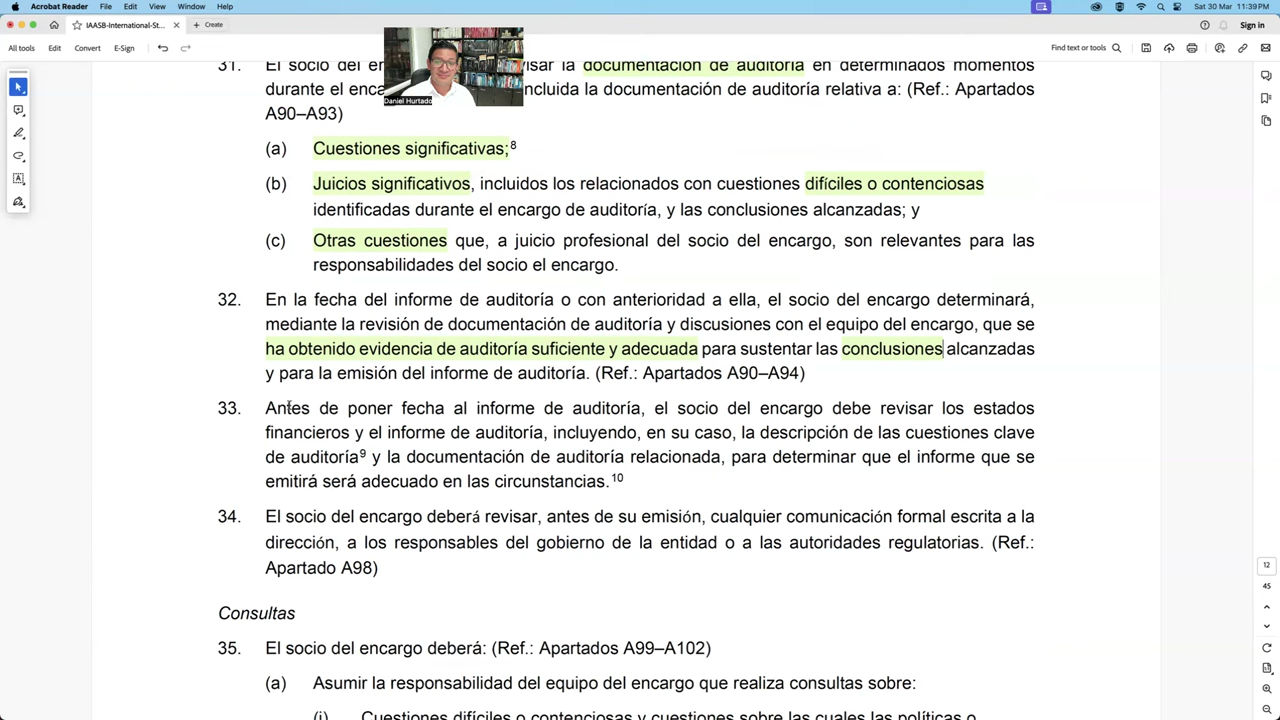 Acrobat Reader File Edit View Window Help Sat 30 Mar 11:39PM
IAASB-International-St... Create Sign in
All tools Edit Convert E-Sign Find text or tools
31. El socio del en visar la documentación de auditoría en determinados momentos
durante el enca ncluida la documentación de auditoría relativa a: (Ref.: Apartados
Daniel Hurtado
A90–A93)
(a) Cuestiones significativas;8
(b) Juicios significativos, incluidos los relacionados con cuestiones difíciles o contenciosas
identificadas durante el encargo de auditoría, y las conclusiones alcanzadas; y
(c) Otras cuestiones que, a juicio profesional del socio del encargo, son relevantes para las
responsabilidades del socio el encargo.
32. En la fecha del informe de auditoría o con anterioridad a ella, el socio del encargo determinará,
mediante la revisión de documentación de auditoría y discusiones con el equipo del encargo, que se
ha obtenido evidencia de auditoría suficiente y adecuada para sustentar las conclusiones alcanzadas
y para la emisión del informe de auditoría. (Ref.: Apartados A90–A94)
33. Antes de poner fecha al informe de auditoría, el socio del encargo debe revisar los estados
financieros y el informe de auditoría, incluyendo, en su caso, la descripción de las cuestiones clave
de auditoría9 y la documentación de auditoría relacionada, para determinar que el informe que se
emitirá será adecuado en las circunstancias.10
34. El socio del encargo deberá revisar, antes de su emisión, cualquier comunicación formal escrita a la
dirección, a los responsables del gobierno de la entidad o a las autoridades regulatorias. (Ref.:
Apartado A98)
12
45
Consultas
35. El socio del encargo deberá: (Ref.: Apartados A99–A102)
(a) Asumir la responsabilidad del equipo del encargo que realiza consultas sobre:
(i) Cuestiones difíciles o contenciosas y cuestiones sobre las cuales las políticas o